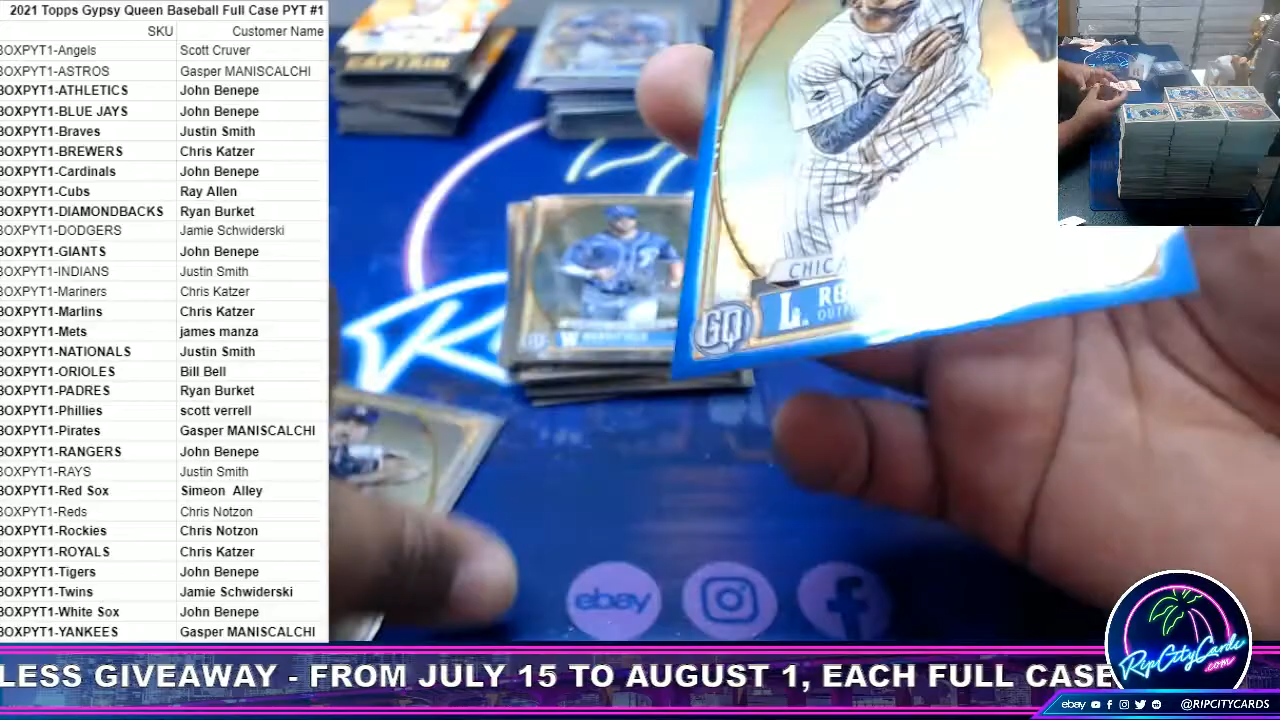 2021 Topps Gypsy Queen Baseball Full Case PYT #1
SKU Customer Name
BOXPYT1-Angels Scott Cruver
BOXPYT1-ASTROS Gasper MANISCALCHI
BOXPYT1-ATHLETICS John Benepe
BOXPYT1-BLUE JAYS John Benepe
BOXPYT1-Braves Justin Smith
BOXPYT1-BREWERS Chris Katzer
BOXPYT1-Cardinals John Benepe
BOXPYT1-Cubs Ray Allen
BOXPYT1-DIAMONDBACKS Ryan Burket
BOXPYT1-DODGERS Jamie Schwiderski
BOXPYT1-GIANTS John Benepe
BOXPYT1-INDIANS Justin Smith
BOXPYT1-Mariners Chris Katzer
BOXPYT1-Marlins Chris Katzer
BOXPYT1-Mets james manza
BOXPYT1-NATIONALS Justin Smith
BOXPYT1-ORIOLES Bill Bell
BOXPYT1-PADRES Ryan Burket
BOXPYT1-Phillies scott verrell
BOXPYT1-Pirates Gasper MANISCALCHI
BOXPYT1-RANGERS John Benepe
BOXPYT1-RAYS Justin Smith
BOXPYT1-Red Sox Simeon Alley
BOXPYT1-Reds Chris Notzon
BOXPYT1-Rockies Chris Notzon
BOXPYT1-ROYALS Chris Katzer
BOXPYT1-Tigers John Benepe
BOXPYT1-Twins Jamie Schwiderski
BOXPYT1-White Sox John Benepe
BOXPYT1-YANKEES Gasper MANISCALCHI
CAPTAIN
CHICA
GQ L. RO
OUTF
ebay
LESS GIVEAWAY - FROM JULY 15 TO AUGUST 1, EACH FULL CASE
RipCityCards
.com
ebay @RIPCITYCARDS